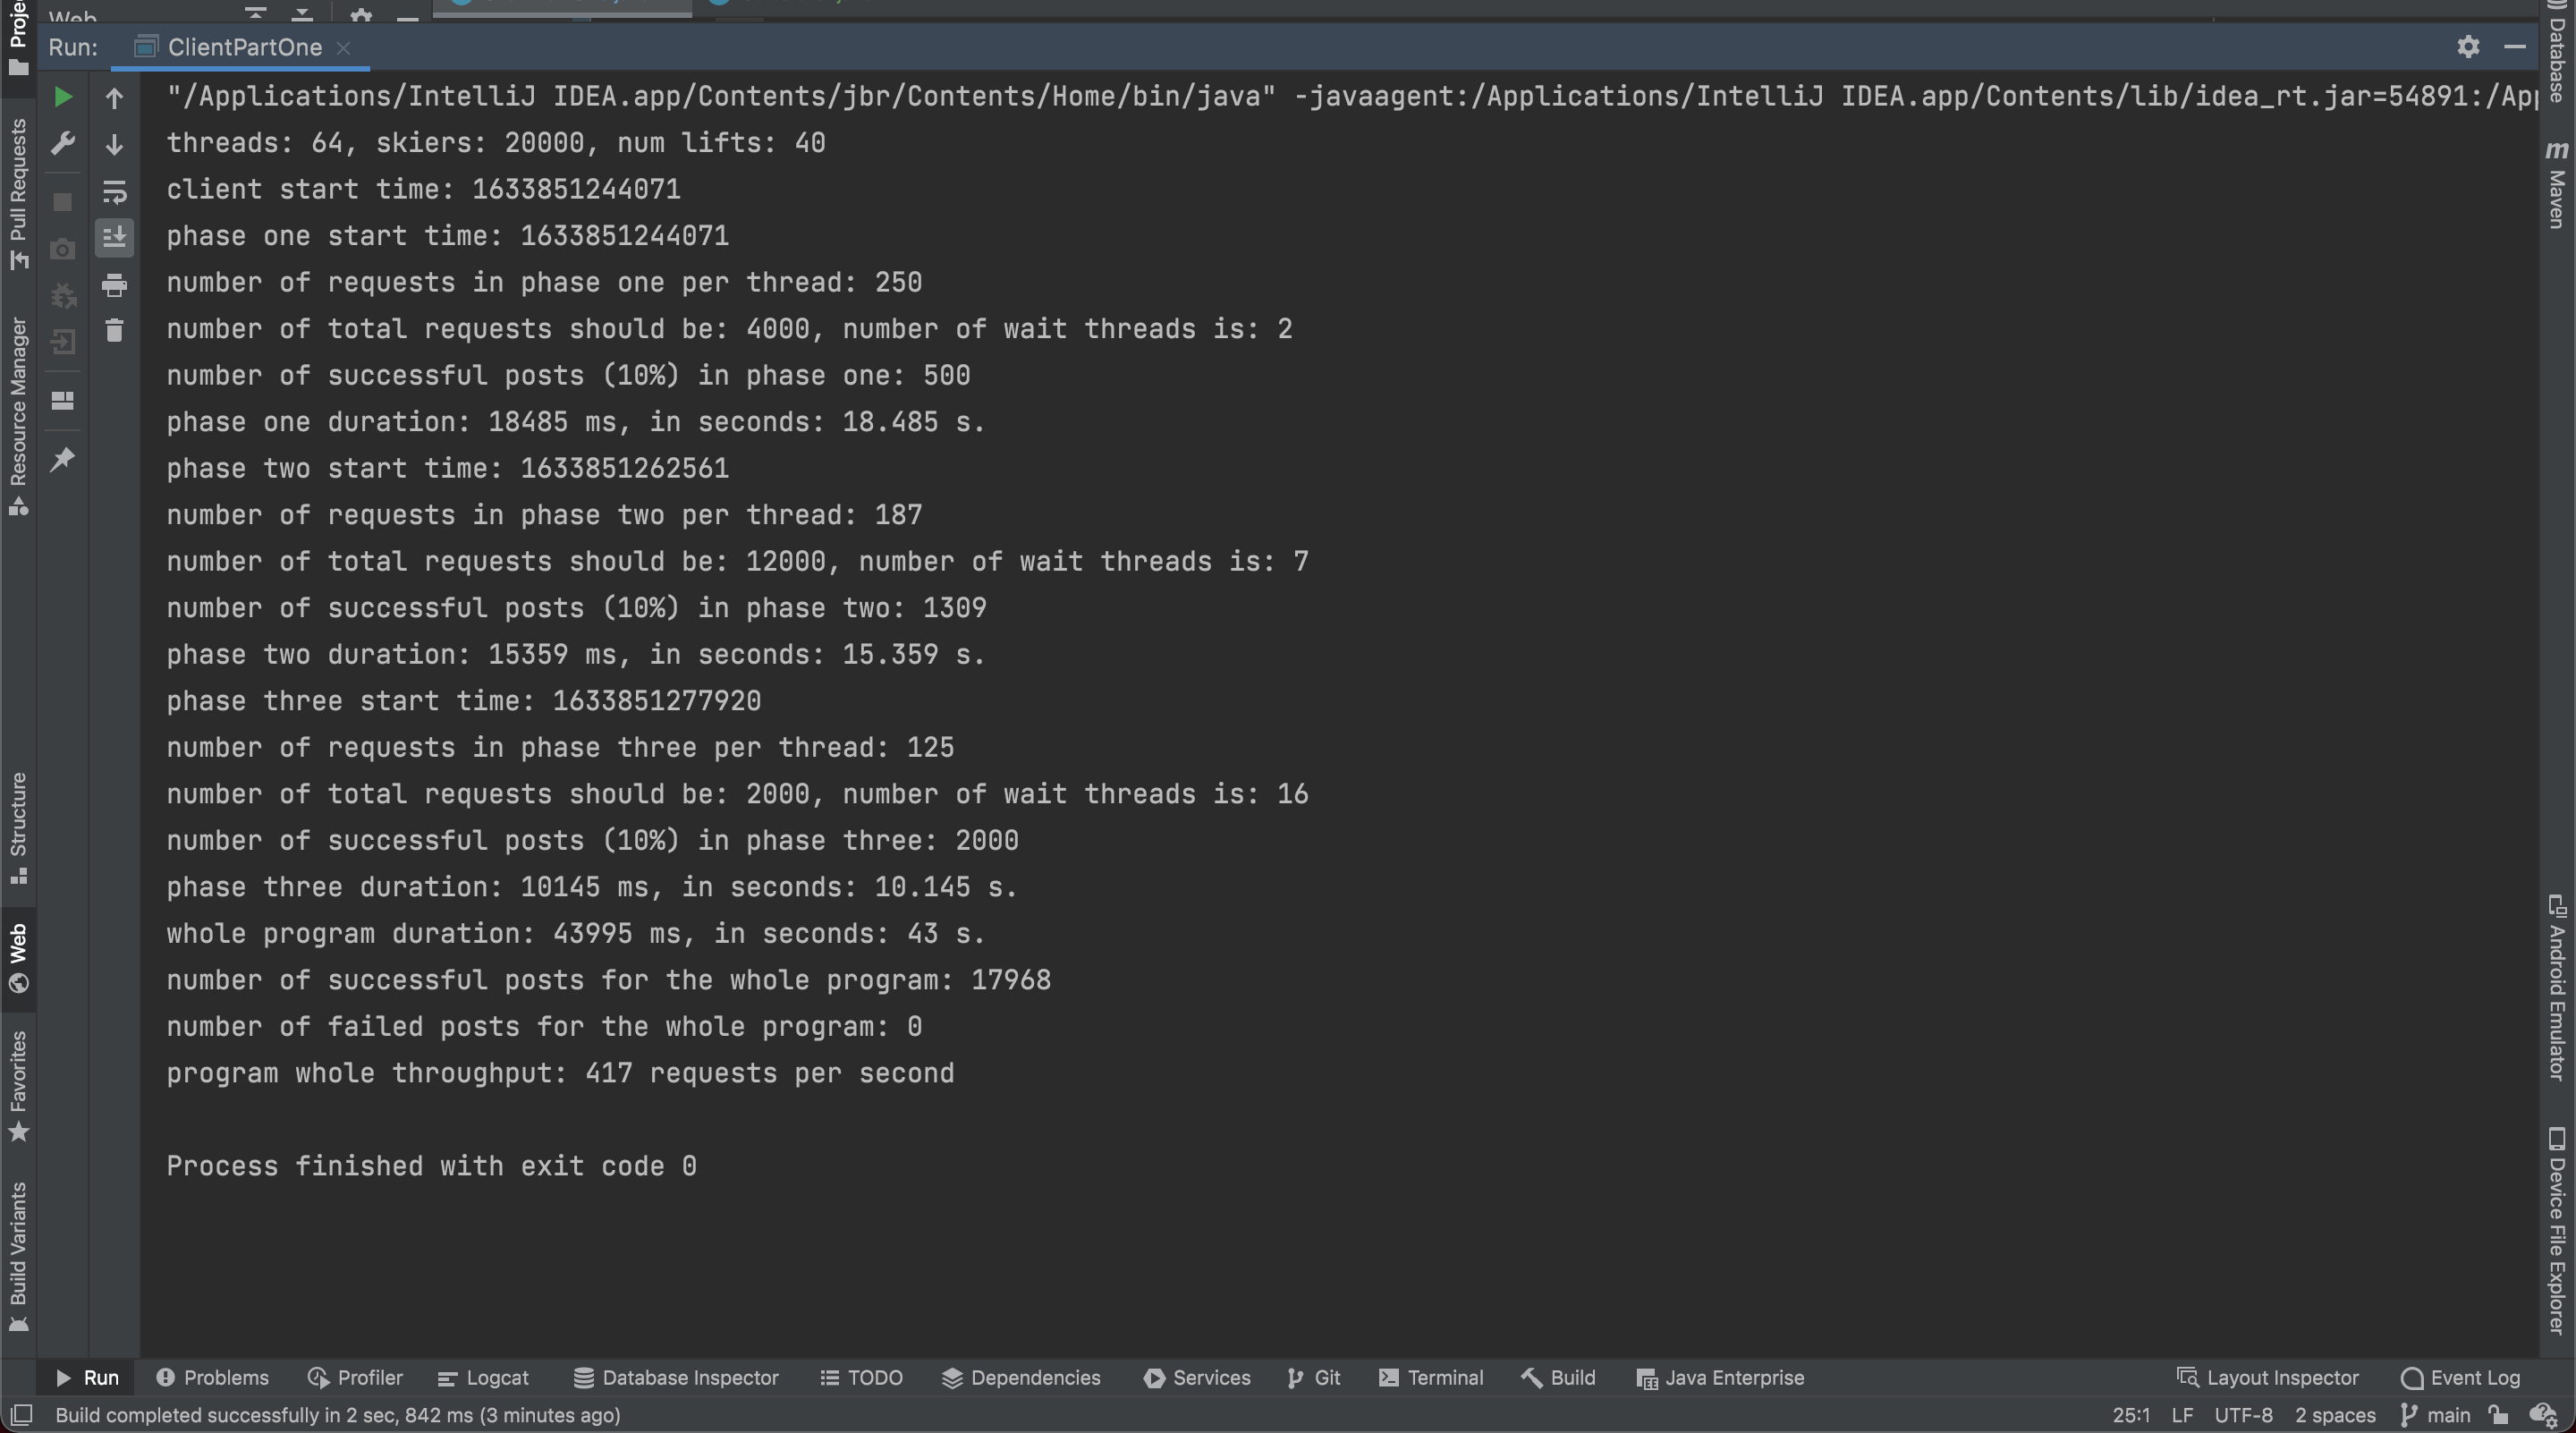 Run: ClientPartOne
"/Applications/IntelliJ IDEA.app/Contents/jbr/Contents/Home/bin/java" -javaagent:/Applications/IntelliJ IDEA.app/Contents/lib/idea_rt.jar=54891:/App
threads: 64, skiers: 20000, num lifts: 40
client start time: 1633851244071
phase one start time: 1633851244071
number of requests in phase one per thread: 250
number of total requests should be: 4000, number of wait threads is: 2
number of successful posts (10%) in phase one: 500
phase one duration: 18485 ms, in seconds: 18.485 s.
phase two start time: 1633851262561
number of requests in phase two per thread: 187
number of total requests should be: 12000, number of wait threads is: 7
number of successful posts (10%) in phase two: 1309
phase two duration: 15359 ms, in seconds: 15.359 s.
phase three start time: 1633851277920
number of requests in phase three per thread: 125
number of total requests should be: 2000, number of wait threads is: 16
number of successful posts (10%) in phase three: 2000
phase three duration: 10145 ms, in seconds: 10.145 s.
whole program duration: 43995 ms, in seconds: 43 s.
number of successful posts for the whole program: 17968
number of failed posts for the whole program: 0
program whole throughput: 417 requests per second
Process finished with exit code 0
Pull Requests
Resource Manager
Structure
Web
Favorites
Build Variants
Database
Maven
Android Emulator
Device File Explorer
Run Problems Profiler Logcat Database Inspector TODO Dependencies Services Git Terminal Build Java Enterprise Layout Inspector Event Log
Build completed successfully in 2 sec, 842 ms (3 minutes ago) 25:1 LF UTF-8 2 spaces main